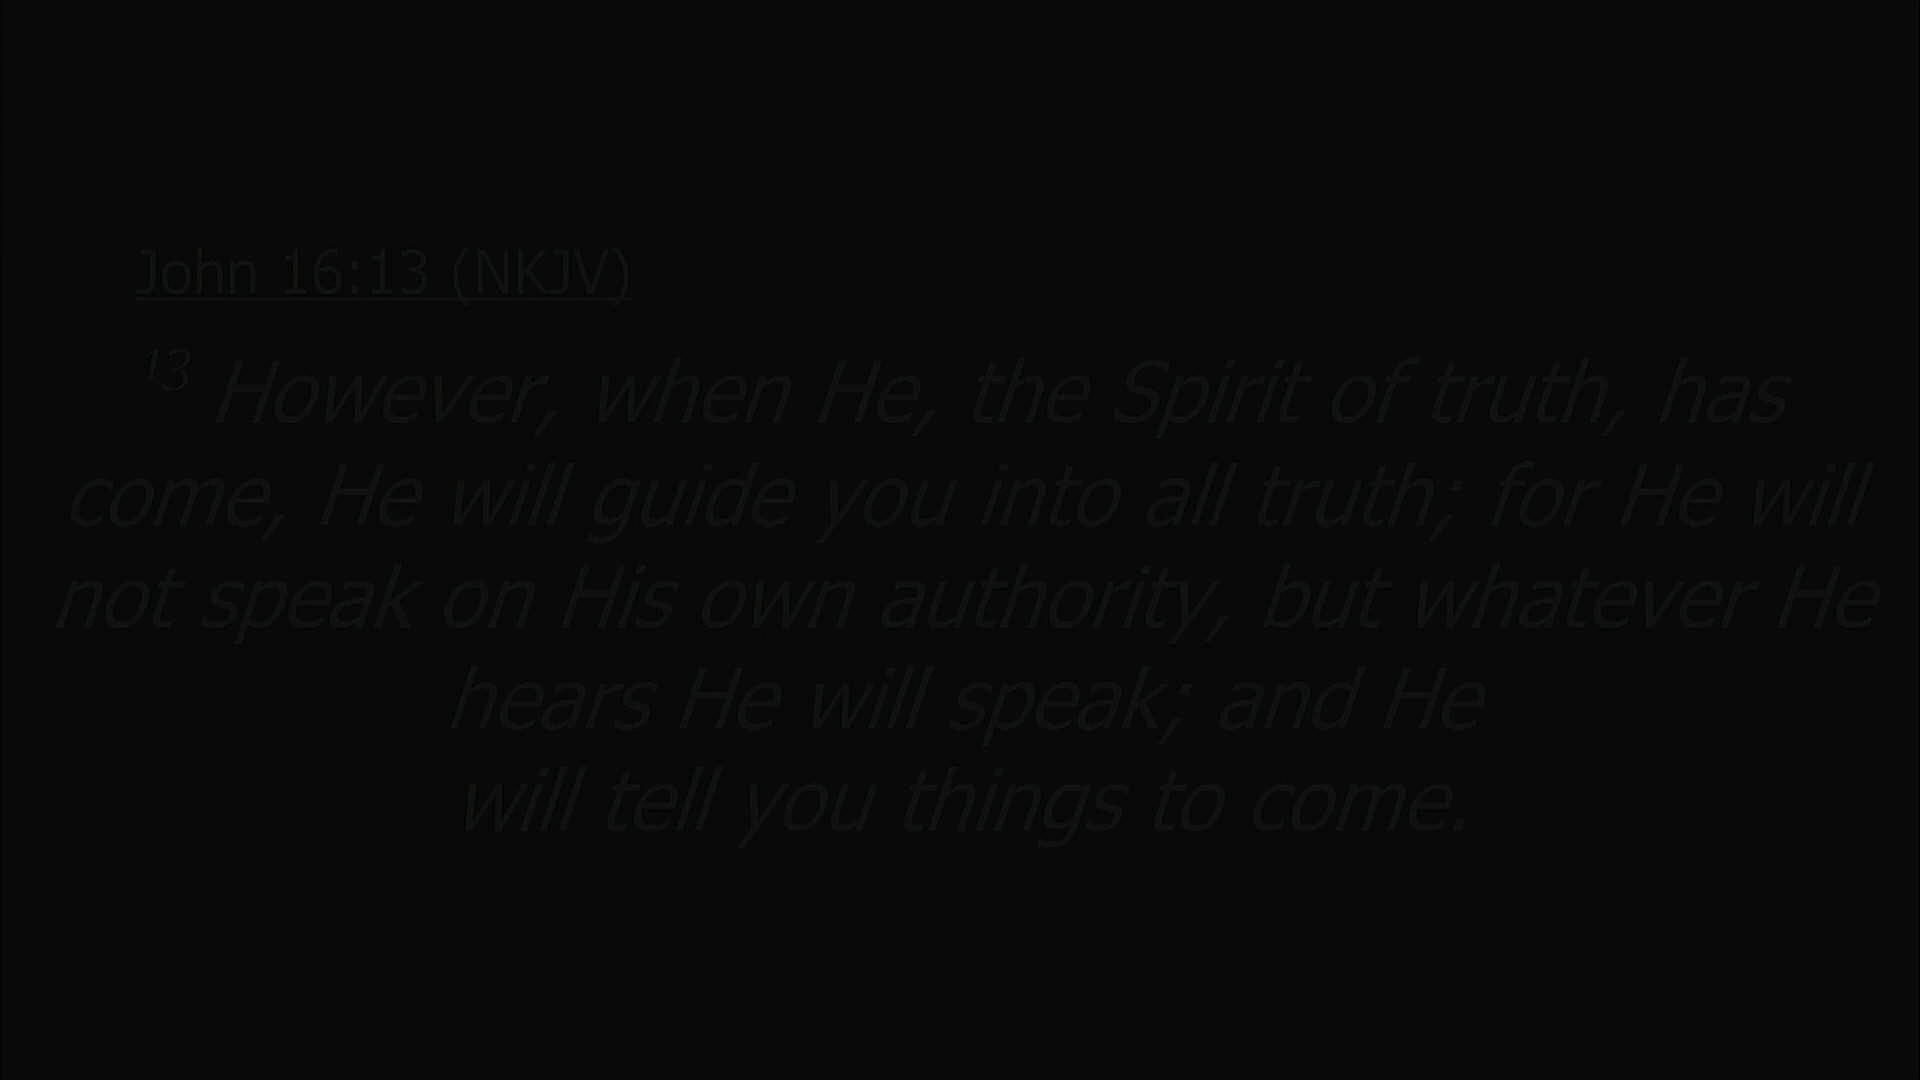 John 16:13 (NKJV)
13 However, when He, the Spirit of truth, has
come, He will guide you into all truth; for He will
not speak on His own authority, but whatever He
hears He will speak; and He
will tell you things to come.